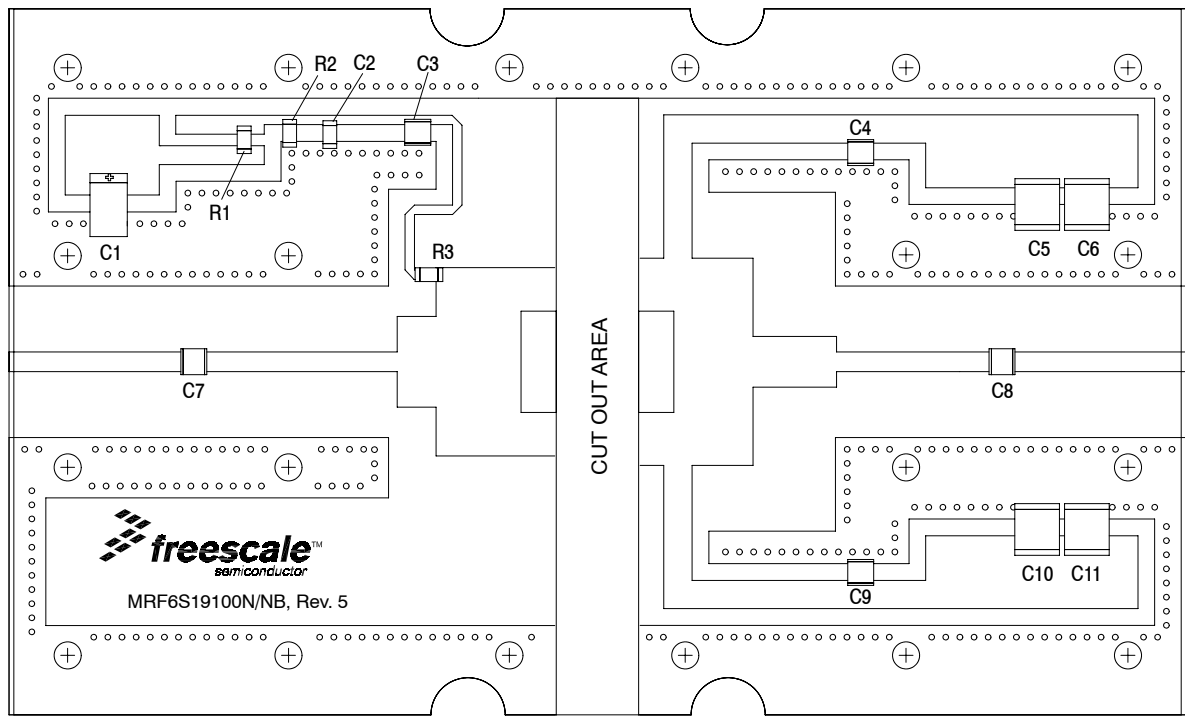 R2 C2 C3
C4
R1
C1
C5 C6
R3
CUT OUT AREA
C7
C8
freescale™
semiconductor
MRF6S19100N/NB, Rev. 5
C10 C11
C9